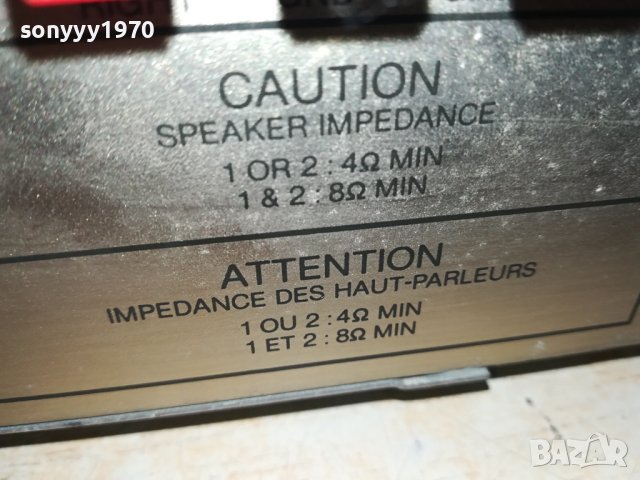 sonyyy1970
RIGHT
CAUTION
SPEAKER IMPEDANCE
1 OR 2 : 4Ω MIN
1 & 2 : 8Ω MIN
ATTENTION
IMPEDANCE DES HAUT-PARLEURS
1 OU 2 : 4Ω MIN
1 ET 2 : 8Ω MIN
BAZAR